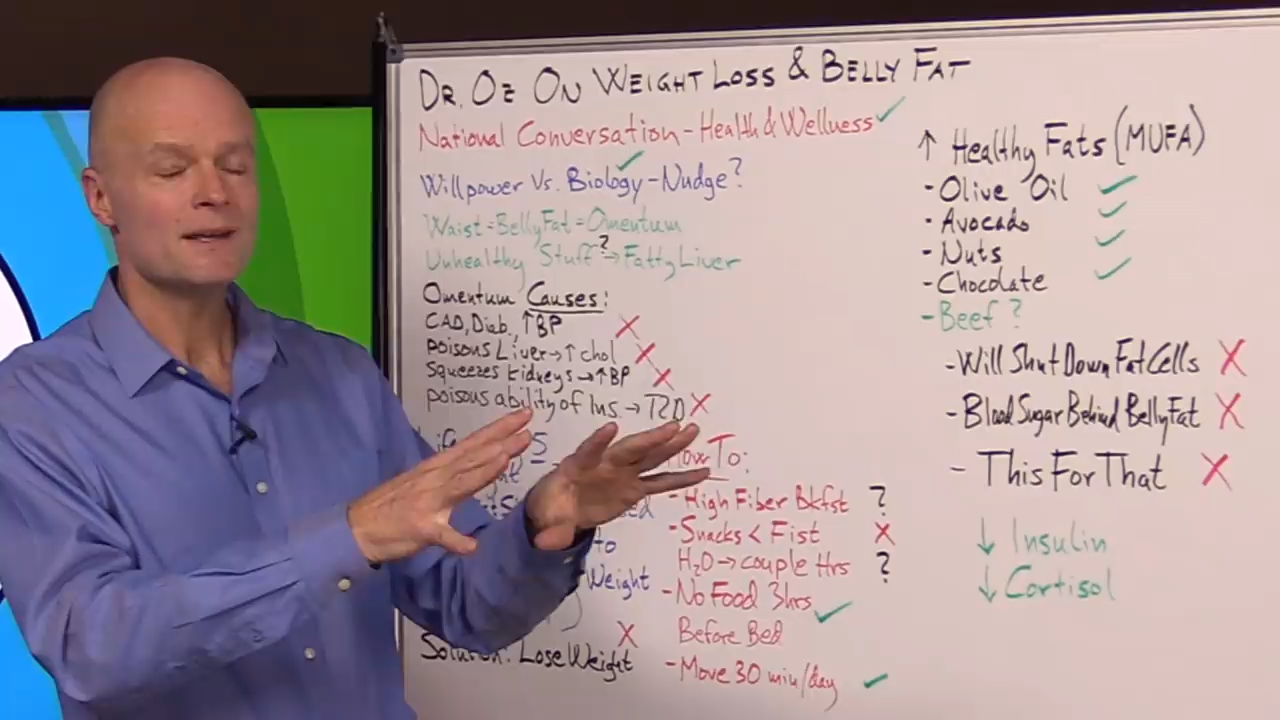 DR. Oz ON WEIGHT LOSS & BELLY FAT
National Conversation - Health & Wellness ✓
Willpower Vs. Biology - Nudge? ✓
Waist = Belly Fat = Omentum
Unhealthy Stuff ? → Fatty Liver
Omentum Causes:
CAD, Diab, ↑BP X
Poisons Liver → ↑ chol X
Squeezes kidneys → ↑BP X
Poisons ability of Ins. → T2D X
to
Weight
X
Solution: Lose Weight
How To:
- High Fiber Bkfst ?
- Snacks < Fist X
H2O → couple Hrs ?
- No Food 3hrs ✓
Before Bed
- Move 30 min/day ✓
↑ Healthy Fats (MUFA)
- Olive Oil ✓
- Avocado ✓
- Nuts ✓
- Chocolate ✓
- Beef ?
- Will Shut Down Fat Cells X
- Blood Sugar Behind Belly Fat X
- This For That X
↓ Insulin
↓ Cortisol